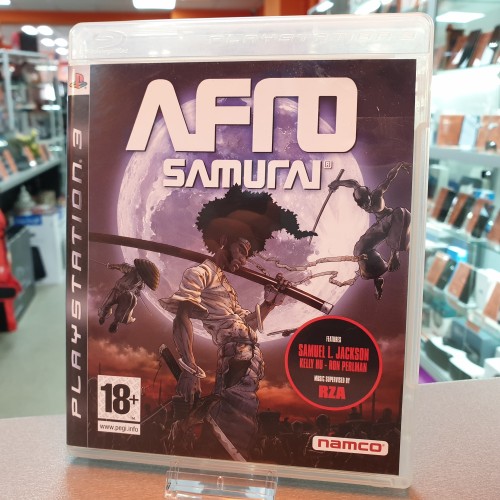 PLAYSTATION 3
AFRO
SAMURAI®
FEATURES
SAMUEL L. JACKSON
KELLY HU - RON PERLMAN
MUSIC SUPERVISED BY
RZA
18+
www.pegi.info
namco®